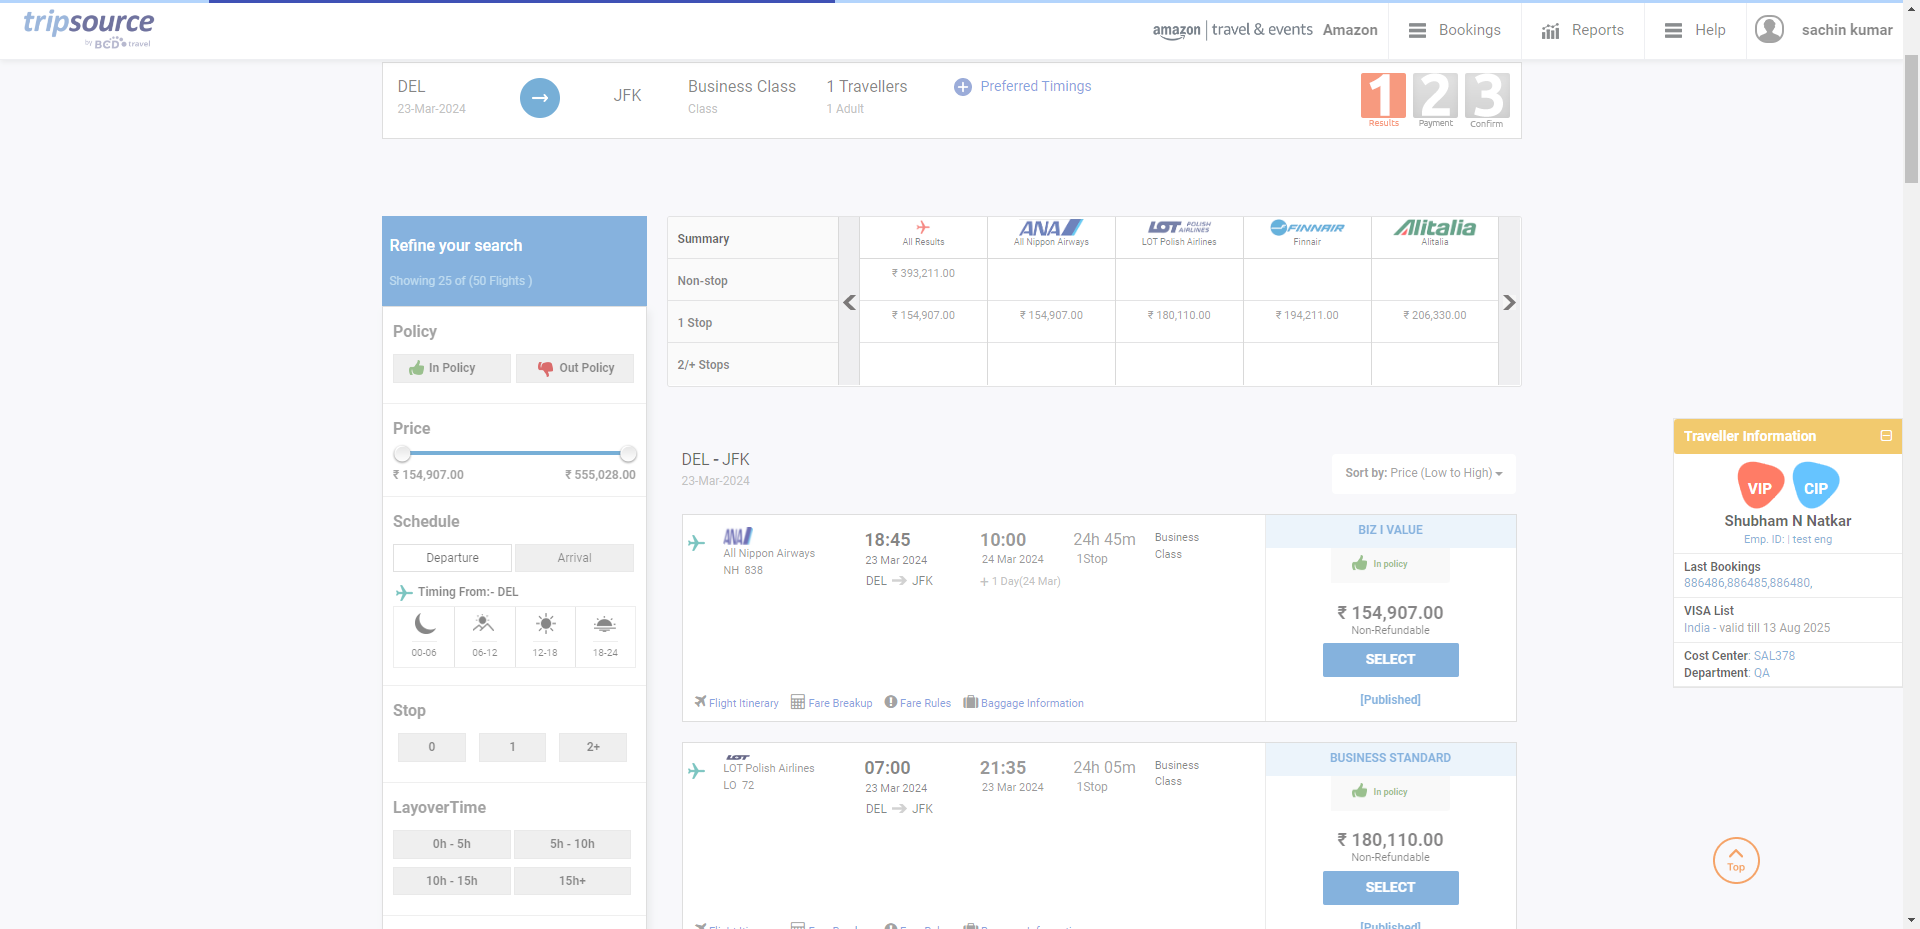 tripsource
by BCD travel
amazon | travel & events Amazon
Bookings
Reports
Help
sachin kumar
DEL
23-Mar-2024
JFK
Business Class
Class
1 Travellers
1 Adult
Preferred Timings
1 2 3
Results Payment Confirm
Refine your search
Showing 25 of (50 Flights )
Policy
In Policy
Out Policy
Price
₹ 154,907.00 ₹ 555,028.00
Schedule
Departure Arrival
Timing From:- DEL
00-06 06-12 12-18 18-24
Stop
0 1 2+
LayoverTime
0h - 5h 5h - 10h
10h - 15h 15h+
Summary
All Results
ANA
All Nippon Airways
LOT POLISH AIRLINES
LOT Polish Airlines
FINNAIR
Finnair
Alitalia
Alitalia
Non-stop ₹ 393,211.00
1 Stop ₹ 154,907.00 ₹ 154,907.00 ₹ 180,110.00 ₹ 194,211.00 ₹ 206,330.00
2/+ Stops
DEL - JFK
23-Mar-2024
Sort by: Price (Low to High)
ANA
All Nippon Airways
NH 838
18:45
23 Mar 2024
DEL JFK
10:00
24 Mar 2024
+ 1 Day(24 Mar)
24h 45m
1Stop
Business
Class
BIZ I VALUE
In policy
₹ 154,907.00
Non-Refundable
SELECT
[Published]
Flight Itinerary Fare Breakup Fare Rules Baggage Information
LOT
LOT Polish Airlines
LO 72
07:00
23 Mar 2024
DEL JFK
21:35
23 Mar 2024
24h 05m
1Stop
Business
Class
BUSINESS STANDARD
In policy
₹ 180,110.00
Non-Refundable
SELECT
[Published]
Traveller Information
VIP CIP
Shubham N Natkar
Emp. ID: | test eng
Last Bookings
886486,886485,886480,
VISA List
India - valid till 13 Aug 2025
Cost Center: SAL378
Department: QA
Top